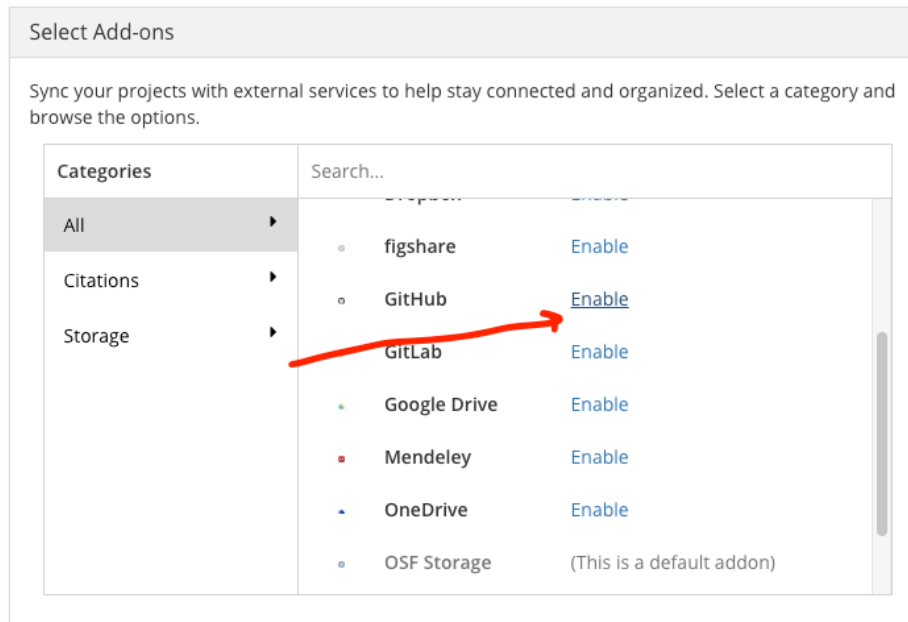 Select Add-ons
Sync your projects with external services to help stay connected and organized. Select a category and
browse the options.
Categories
Search...
All
Citations
Storage
Dropbox Enable
figshare Enable
GitHub Enable
GitLab Enable
Google Drive Enable
Mendeley Enable
OneDrive Enable
OSF Storage (This is a default addon)